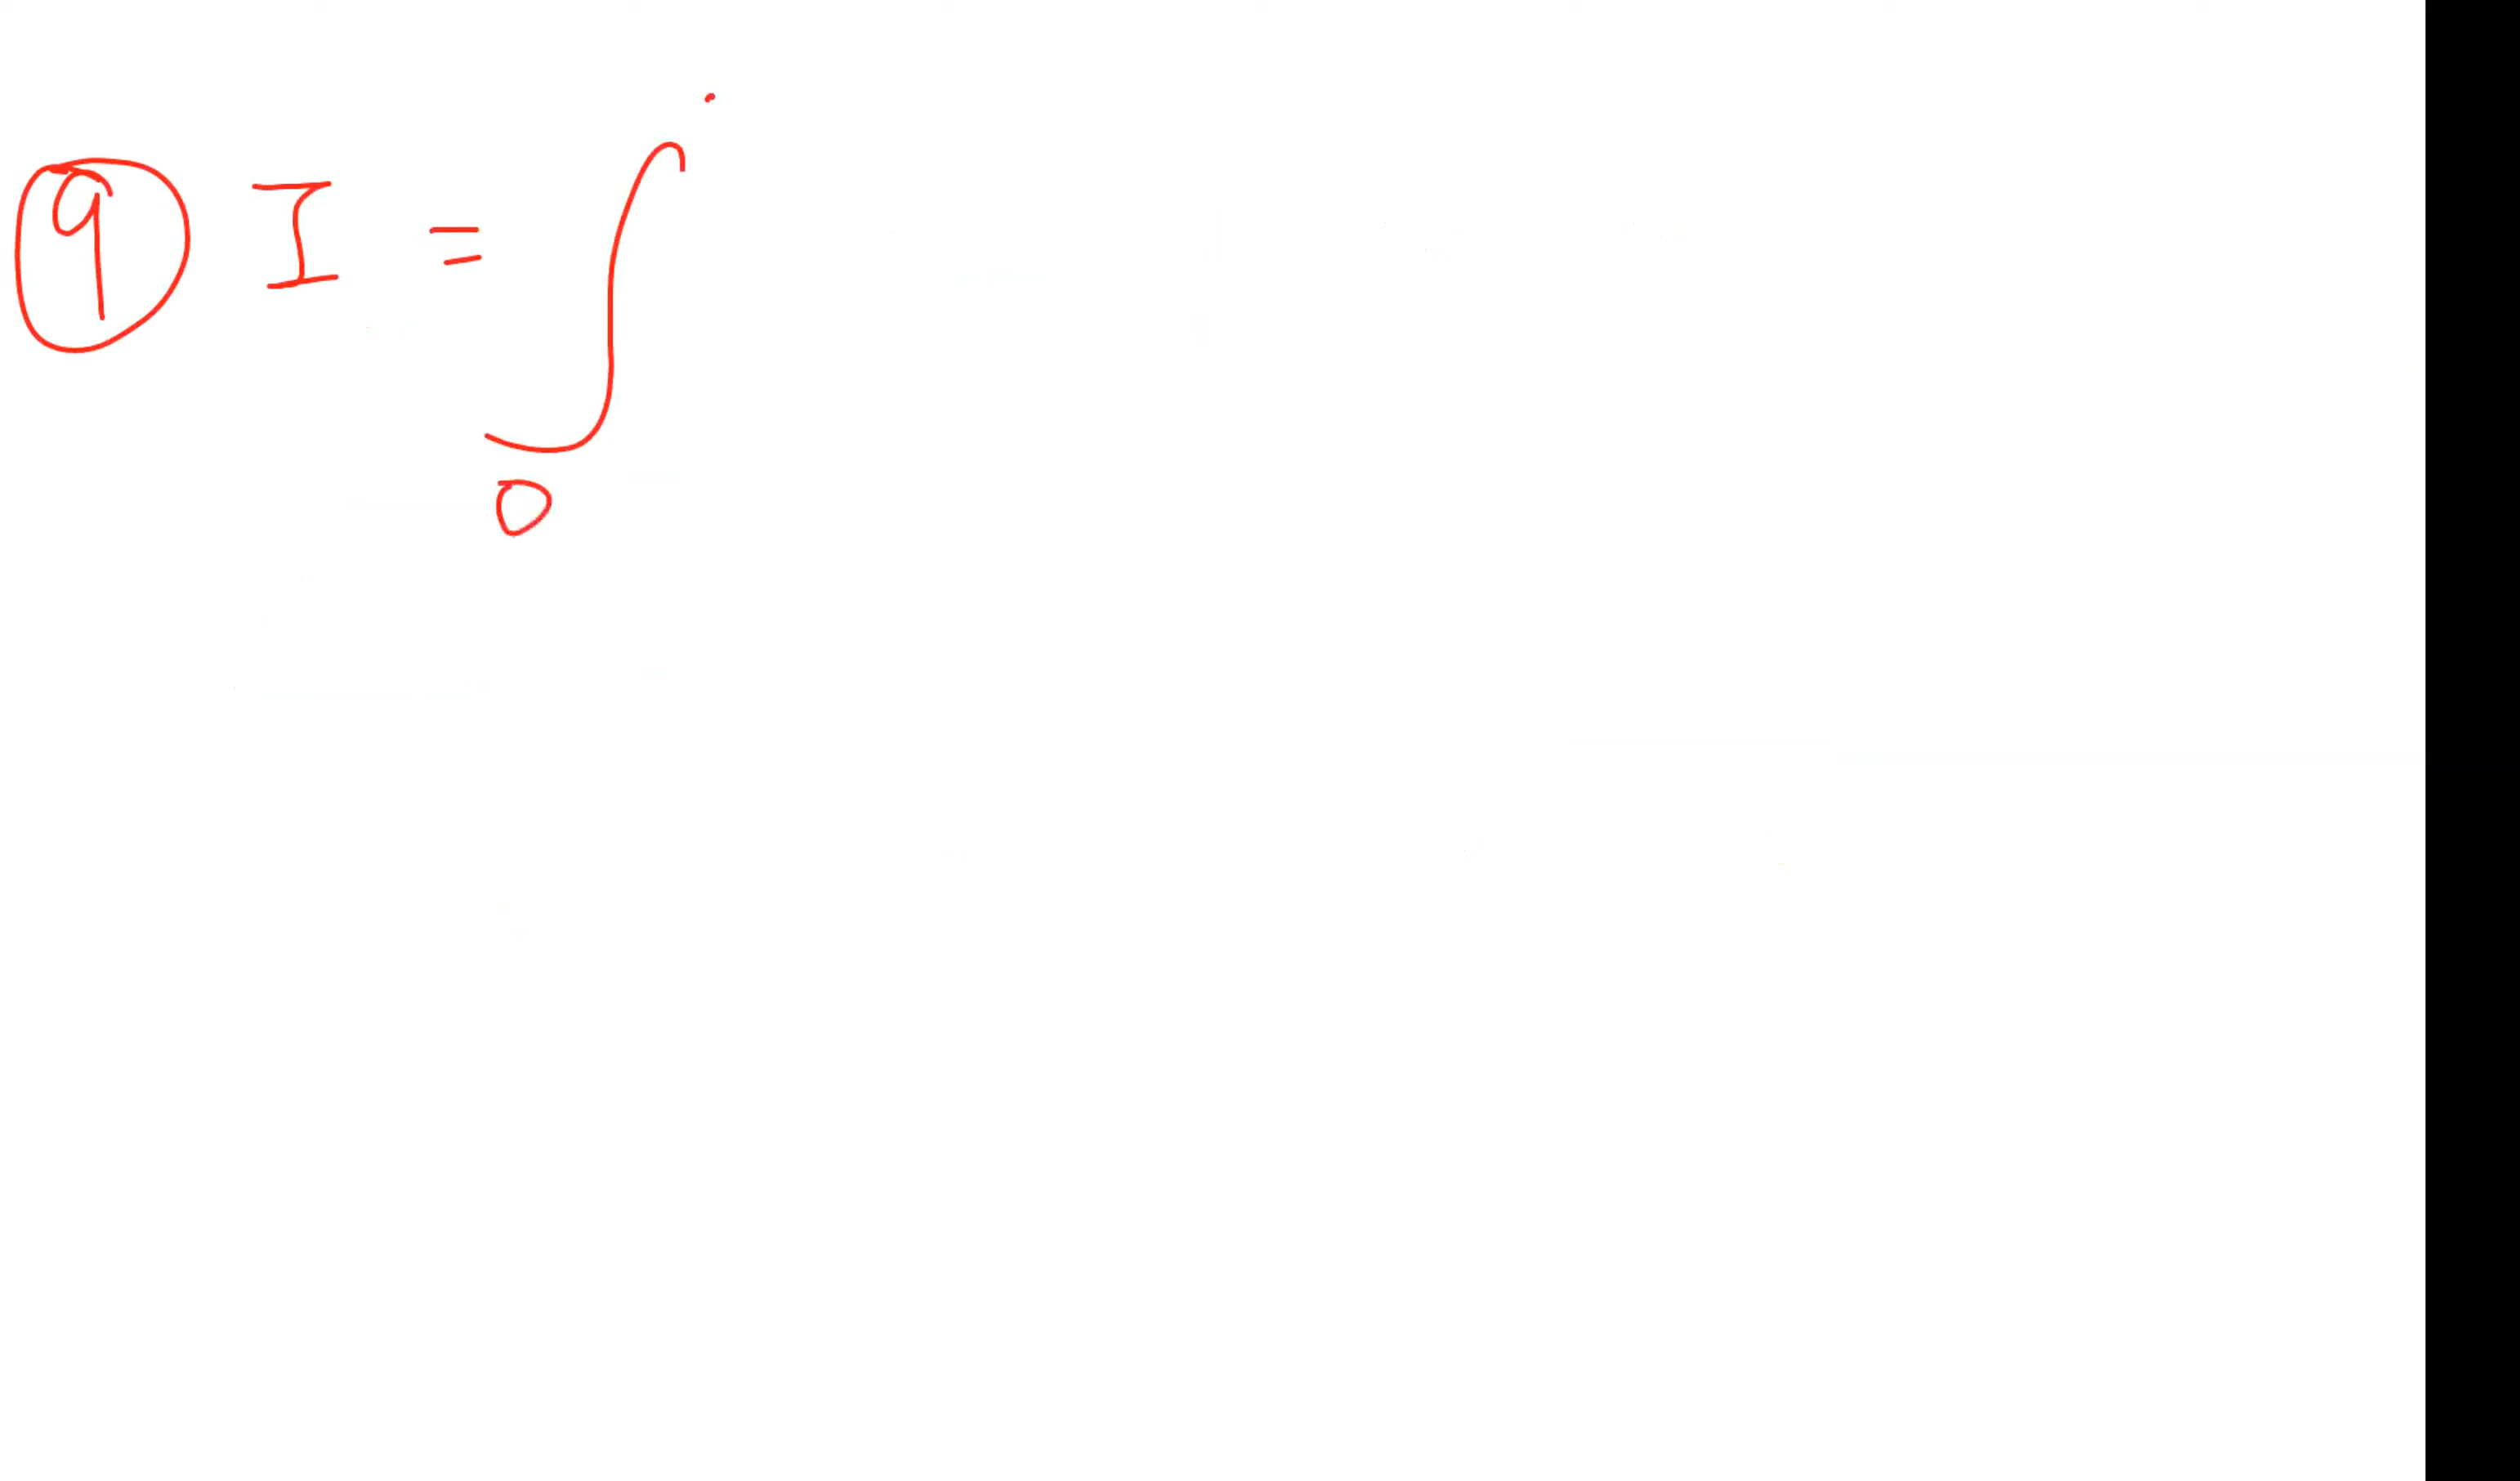 9 I = ∫
0